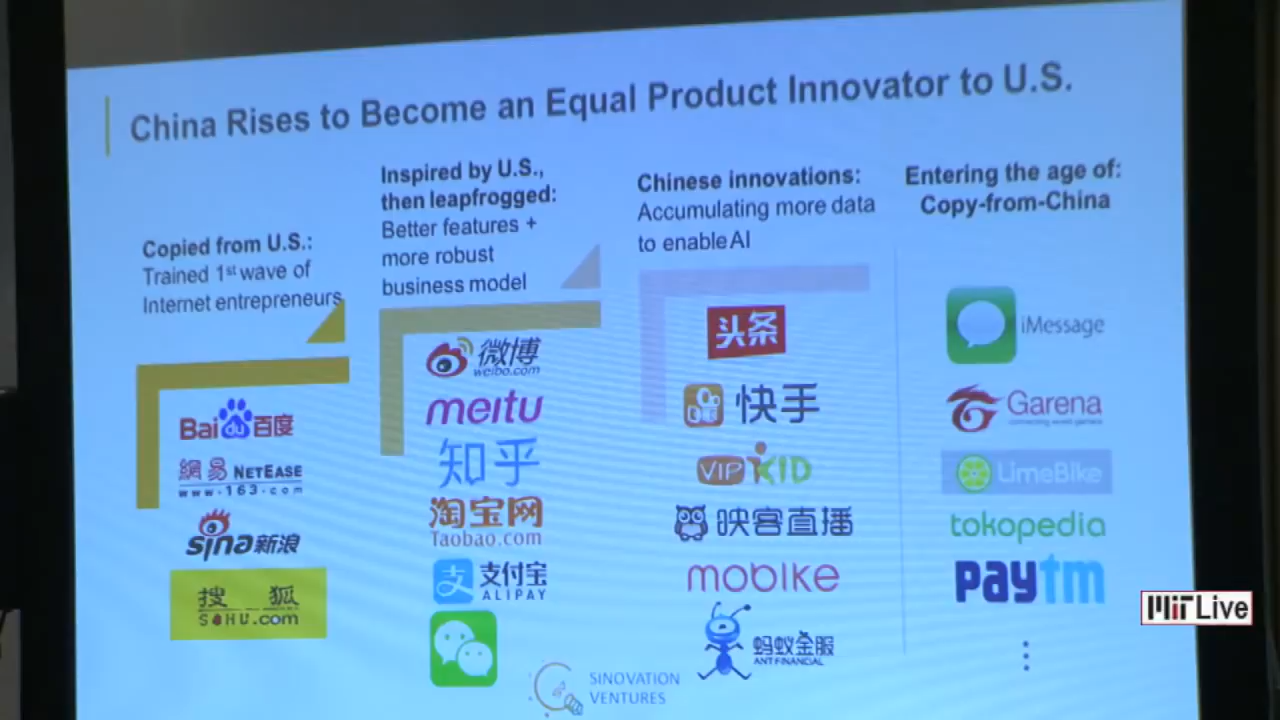 China Rises to Become an Equal Product Innovator to U.S.
Copied from U.S.:
Trained 1st wave of
Internet entrepreneurs
Bai du 百度
網易 NETEASE
www.163.com
sina新浪
搜狐
SOHU.com
Inspired by U.S.,
then leapfrogged:
Better features +
more robust
business model
微博
weibo.com
meitu
知乎
淘宝网
Taobao.com
支 支付宝
ALIPAY
Chinese innovations:
Accumulating more data
to enable AI
头条
快手
VIPKID
映客直播
mobike
蚂蚁金服
ANT FINANCIAL
Entering the age of:
Copy-from-China
iMessage
Garena
LimeBike
tokopedia
paytm
SINOVATION
VENTURES
MIT Live